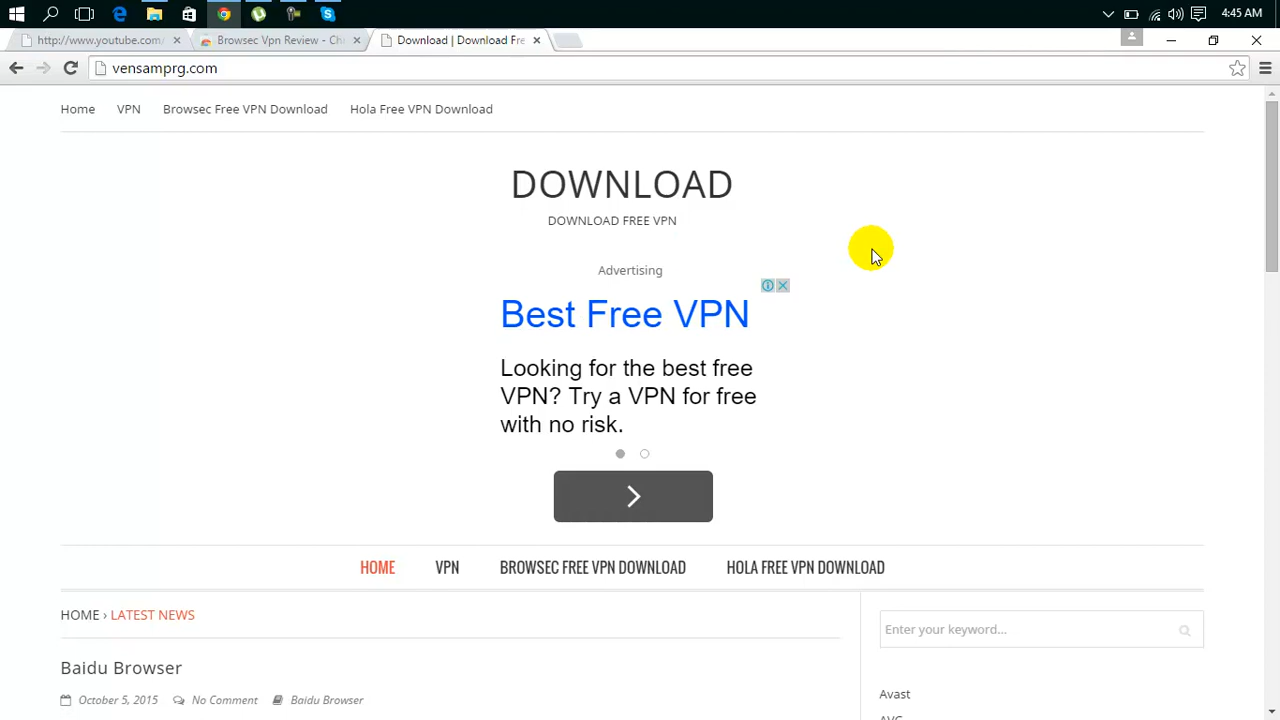 4:45 AM
http://www.youtube.com/
Browsec Vpn Review - Ch
Download | Download Fre
vensamprg.com
Home VPN Browsec Free VPN Download Hola Free VPN Download
DOWNLOAD
DOWNLOAD FREE VPN
Advertising
Best Free VPN
Looking for the best free
VPN? Try a VPN for free
with no risk.
HOME VPN BROWSEC FREE VPN DOWNLOAD HOLA FREE VPN DOWNLOAD
HOME › LATEST NEWS
Enter your keyword...
Baidu Browser
October 5, 2015 No Comment Baidu Browser
Avast
AVG